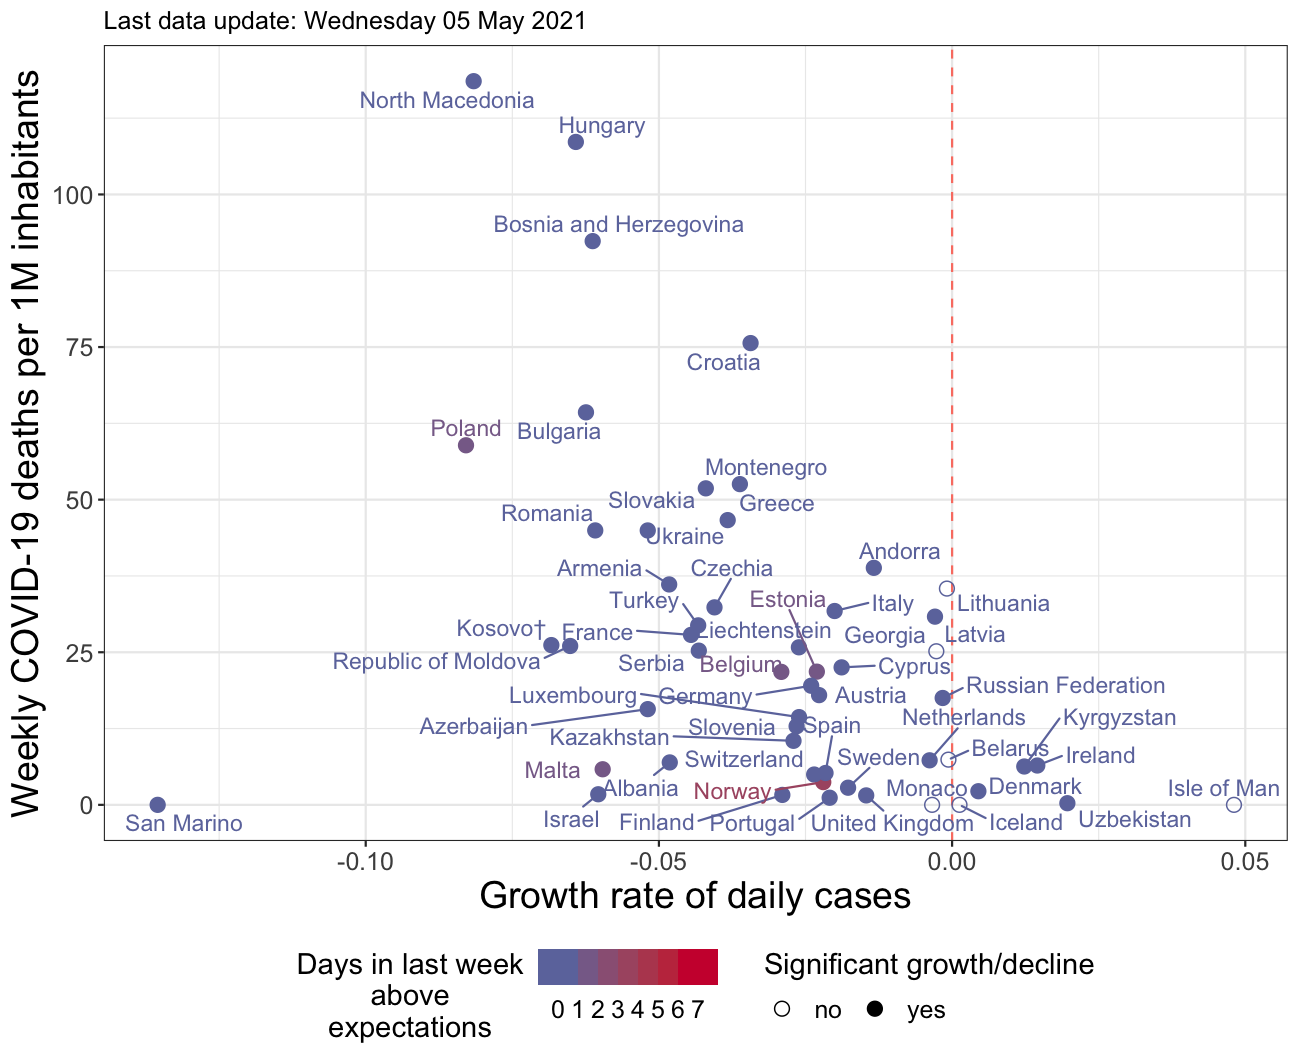 Last data update: Wednesday 05 May 2021
Weekly COVID-19 deaths per 1M inhabitants
North Macedonia
Hungary
100
Bosnia and Herzegovina
75
Croatia
Poland
Bulgaria
Montenegro
50
Slovakia
Greece
Romania
Ukraine
Andorra
Armenia
Czechia
Turkey
Estonia
Italy
Lithuania
Kosovo†
France
Liechtenstein
Georgia
Latvia
25
Republic of Moldova
Serbia
Belgium
Cyprus
Russian Federation
Luxembourg
Germany
Austria
Azerbaijan
Slovenia
Spain
Netherlands
Kyrgyzstan
Kazakhstan
Belarus
Ireland
Malta
Switzerland
Sweden
Albania
Norway
Monaco
Denmark
Isle of Man
0
San Marino
Israel
Finland
Portugal
United Kingdom
Iceland
Uzbekistan
-0.10
-0.05
0.00
0.05
Growth rate of daily cases
Days in last week
above
expectations
0 1 2 3 4 5 6 7
Significant growth/decline
no
yes